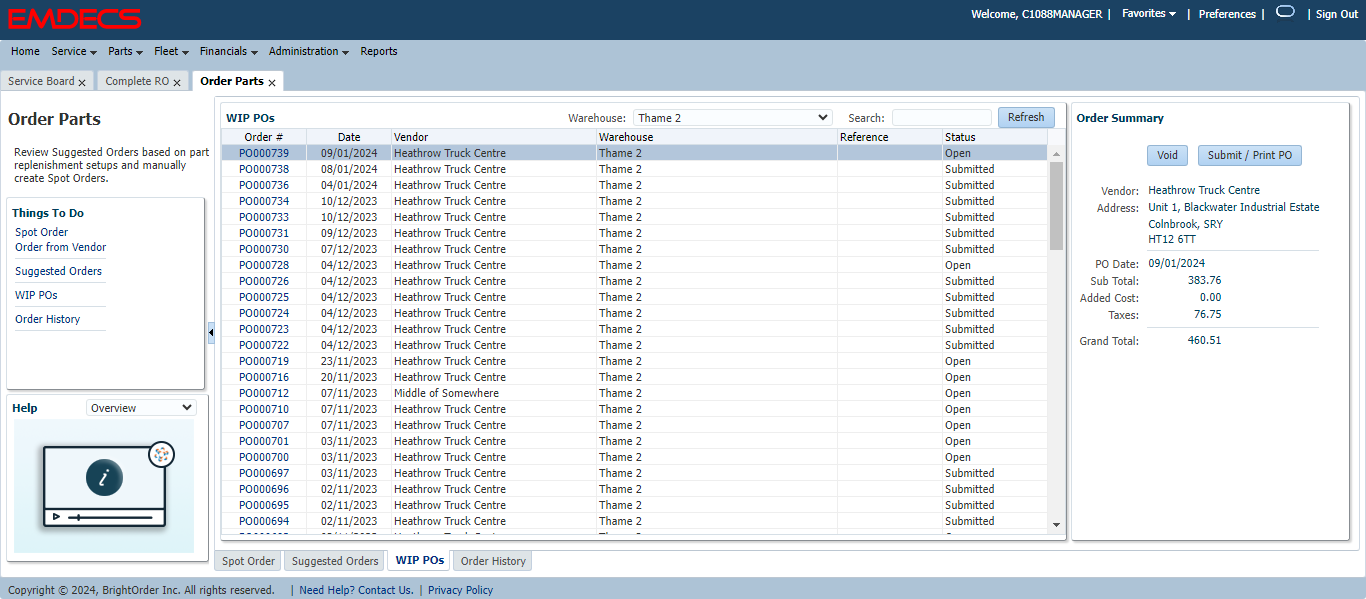 EMDECS
Welcome, C1088MANAGER | Favorites | Preferences | | Sign Out
Home Service Parts Fleet Financials Administration Reports
Service Board x Complete RO x Order Parts x
Order Parts
Review Suggested Orders based on part
replenishment setups and manually
create Spot Orders.
Things To Do
Spot Order
Order from Vendor
Suggested Orders
WIP POs
Order History
Help Overview
i
WIP POs Warehouse: Thame 2 Search: Refresh
Order # Date Vendor Warehouse Reference Status
PO000739 09/01/2024 Heathrow Truck Centre Thame 2 Open
PO000738 08/01/2024 Heathrow Truck Centre Thame 2 Submitted
PO000736 04/01/2024 Heathrow Truck Centre Thame 2 Submitted
PO000734 10/12/2023 Heathrow Truck Centre Thame 2 Submitted
PO000733 10/12/2023 Heathrow Truck Centre Thame 2 Submitted
PO000731 09/12/2023 Heathrow Truck Centre Thame 2 Submitted
PO000730 07/12/2023 Heathrow Truck Centre Thame 2 Submitted
PO000728 04/12/2023 Heathrow Truck Centre Thame 2 Open
PO000726 04/12/2023 Heathrow Truck Centre Thame 2 Submitted
PO000725 04/12/2023 Heathrow Truck Centre Thame 2 Submitted
PO000724 04/12/2023 Heathrow Truck Centre Thame 2 Submitted
PO000723 04/12/2023 Heathrow Truck Centre Thame 2 Submitted
PO000722 04/12/2023 Heathrow Truck Centre Thame 2 Submitted
PO000719 23/11/2023 Heathrow Truck Centre Thame 2 Open
PO000716 20/11/2023 Heathrow Truck Centre Thame 2 Open
PO000712 07/11/2023 Middle of Somewhere Thame 2 Open
PO000710 07/11/2023 Heathrow Truck Centre Thame 2 Open
PO000707 07/11/2023 Heathrow Truck Centre Thame 2 Open
PO000701 03/11/2023 Heathrow Truck Centre Thame 2 Open
PO000700 03/11/2023 Heathrow Truck Centre Thame 2 Open
PO000697 03/11/2023 Heathrow Truck Centre Thame 2 Submitted
PO000696 02/11/2023 Heathrow Truck Centre Thame 2 Submitted
PO000695 02/11/2023 Heathrow Truck Centre Thame 2 Submitted
PO000694 02/11/2023 Heathrow Truck Centre Thame 2 Submitted
Order Summary
Void Submit / Print PO
Vendor: Heathrow Truck Centre
Address: Unit 1, Blackwater Industrial Estate
Colnbrook, SRY
HT12 6TT
PO Date: 09/01/2024
Sub Total: 383.76
Added Cost: 0.00
Taxes: 76.75
Grand Total: 460.51
Spot Order Suggested Orders WIP POs Order History
Copyright © 2024, BrightOrder Inc. All rights reserved. | Need Help? Contact Us. | Privacy Policy